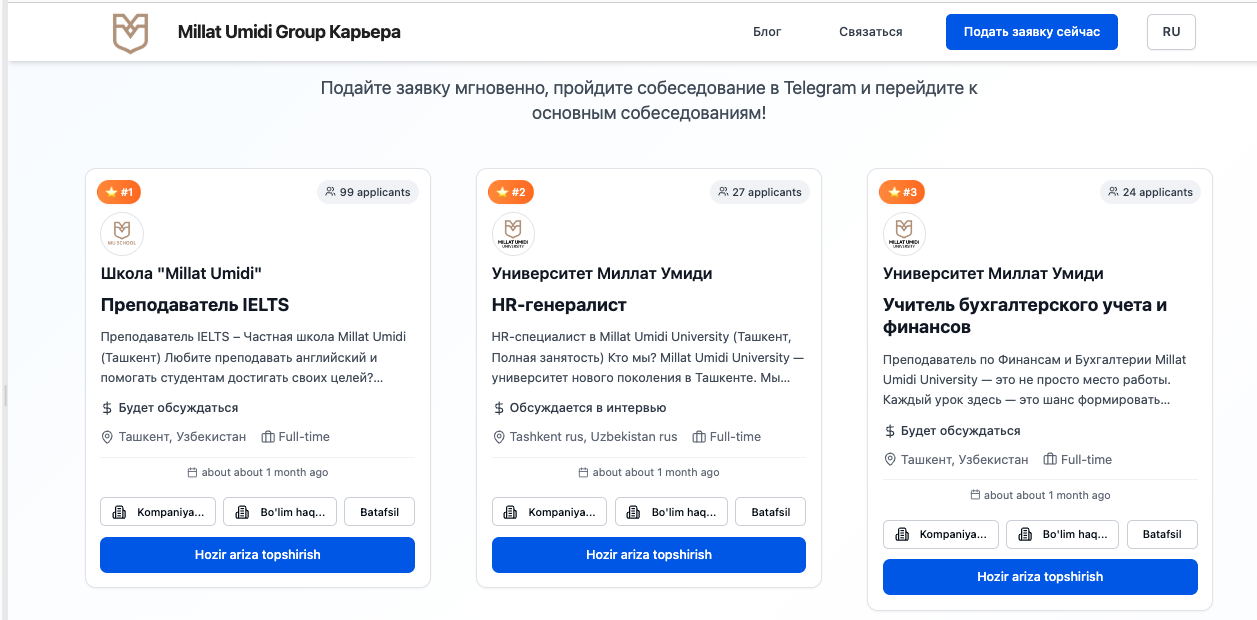 Millat Umidi Group Карьера
Блог
Связаться
Подать заявку сейчас
RU
Подайте заявку мгновенно, пройдите собеседование в Telegram и перейдите к
основным собеседованиям!
#1
99 applicants
MU SCHOOL
Школа "Millat Umidi"
Преподаватель IELTS
Преподаватель IELTS – Частная школа Millat Umidi
(Ташкент) Любите преподавать английский и
помогать студентам достигать своих целей?...
Будет обсуждаться
Ташкент, Узбекистан
Full-time
about about 1 month ago
Kompaniya...
Bo'lim haq...
Batafsil
Hozir ariza topshirish
#2
27 applicants
MILLAT UMIDI
UNIVERSITY
Университет Миллат Умиди
HR-генералист
HR-специалист в Millat Umidi University (Ташкент,
Полная занятость) Кто мы? Millat Umidi University —
университет нового поколения в Ташкенте. Мы...
Обсуждается в интервью
Tashkent rus, Uzbekistan rus
Full-time
about about 1 month ago
Kompaniya...
Bo'lim haq...
Batafsil
Hozir ariza topshirish
#3
24 applicants
MILLAT UMIDI
UNIVERSITY
Университет Миллат Умиди
Учитель бухгалтерского учета и
финансов
Преподаватель по Финансам и Бухгалтерии Millat
Umidi University — это не просто место работы.
Каждый урок здесь — это шанс формировать...
Будет обсуждаться
Ташкент, Узбекистан
Full-time
about about 1 month ago
Kompaniya...
Bo'lim haq...
Batafsil
Hozir ariza topshirish